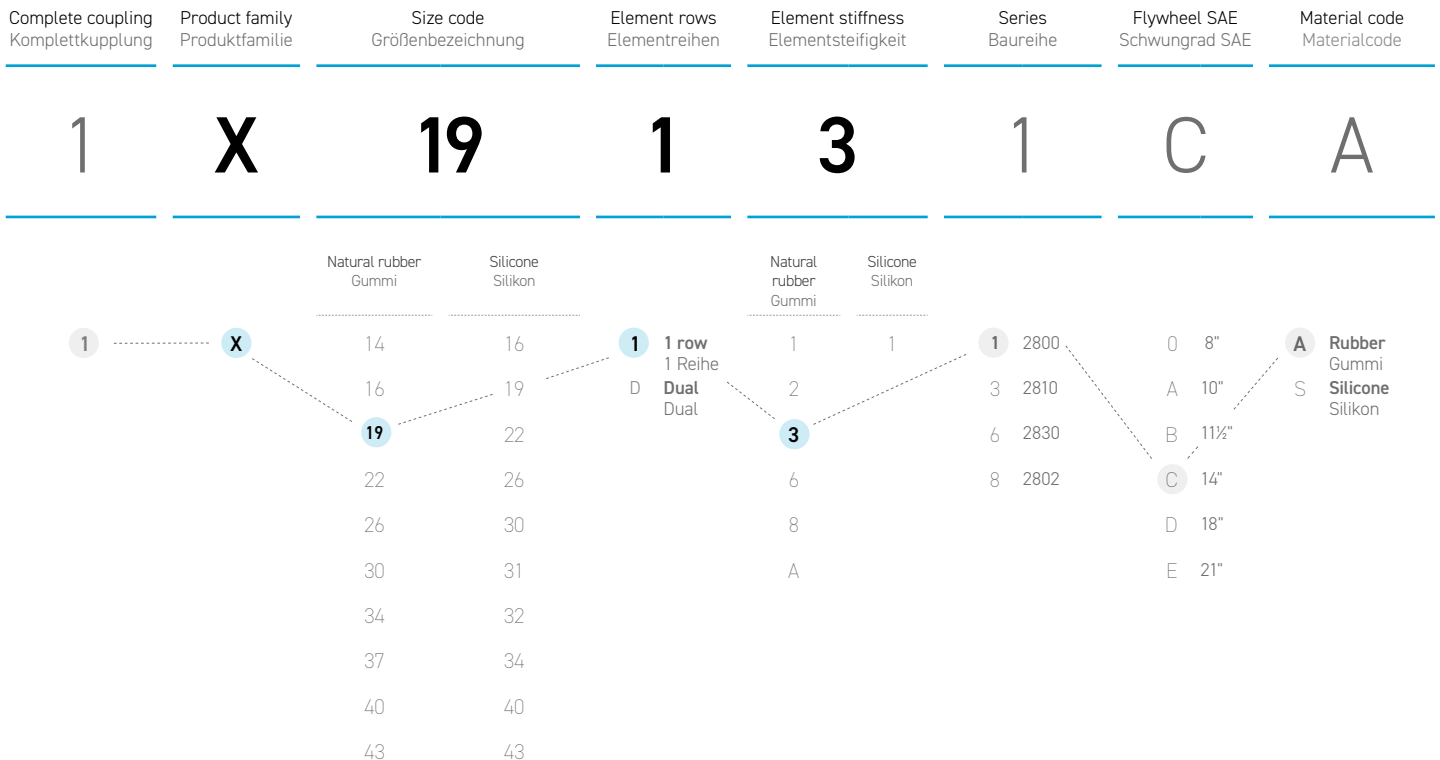 Complete coupling Product family Size code Element rows Element stiffness Series Flywheel SAE Material code
Komplettkupplung Produktfamilie Größenbezeichnung Elementreihen Elementsteifigkeit Baureihe Schwungrad SAE Materialcode
1 X 19 1 3 1 C A
Natural rubber Silicone Natural Silicone
Gummi Silikon rubber Silikon
Gummi
1 X 14 16 1 1 row 1 1 1 2800 0 8" A Rubber
1 Reihe Gummi
16 19 D Dual 2 3 2810 A 10" S Silicone
Dual Silikon
19 22 3 6 2830 B 11½"
22 26 6 8 2802 C 14"
26 30 8 D 18"
30 31 A E 21"
34 32
37 34
40 40
43 43